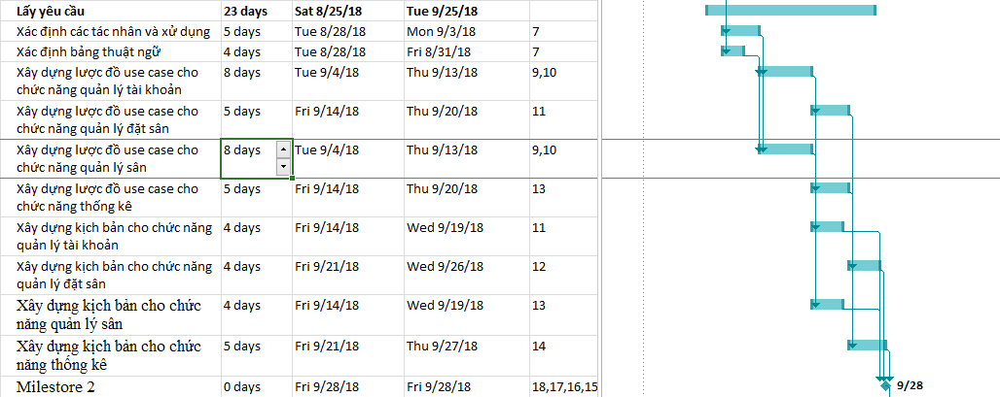 Lấy yêu cầu 23 days Sat 8/25/18 Tue 9/25/18
Xác định các tác nhân và xử dụng 5 days Tue 8/28/18 Mon 9/3/18 7
Xác định bảng thuật ngữ 4 days Tue 8/28/18 Fri 8/31/18 7
Xây dựng lược đồ use case cho 8 days Tue 9/4/18 Thu 9/13/18 9,10
chức năng quản lý tài khoản
Xây dựng lược đồ use case cho 5 days Fri 9/14/18 Thu 9/20/18 11
chức năng quản lý đặt sân
Xây dựng lược đồ use case cho 8 days Tue 9/4/18 Thu 9/13/18 9,10
chức năng quản lý sân
Xây dựng lược đồ use case cho 5 days Fri 9/14/18 Thu 9/20/18 13
chức năng thống kê
Xây dựng kịch bản cho chức năng 4 days Fri 9/14/18 Wed 9/19/18 11
quản lý tài khoản
Xây dựng kịch bản cho chức năng 4 days Fri 9/21/18 Wed 9/26/18 12
quản lý đặt sân
Xây dựng kịch bản cho chức 4 days Fri 9/14/18 Wed 9/19/18 13
năng quản lý sân
Xây dựng kịch bản cho chức 5 days Fri 9/21/18 Thu 9/27/18 14
năng thống kê
Milestore 2 0 days Fri 9/28/18 Fri 9/28/18 18,17,16,15 9/28